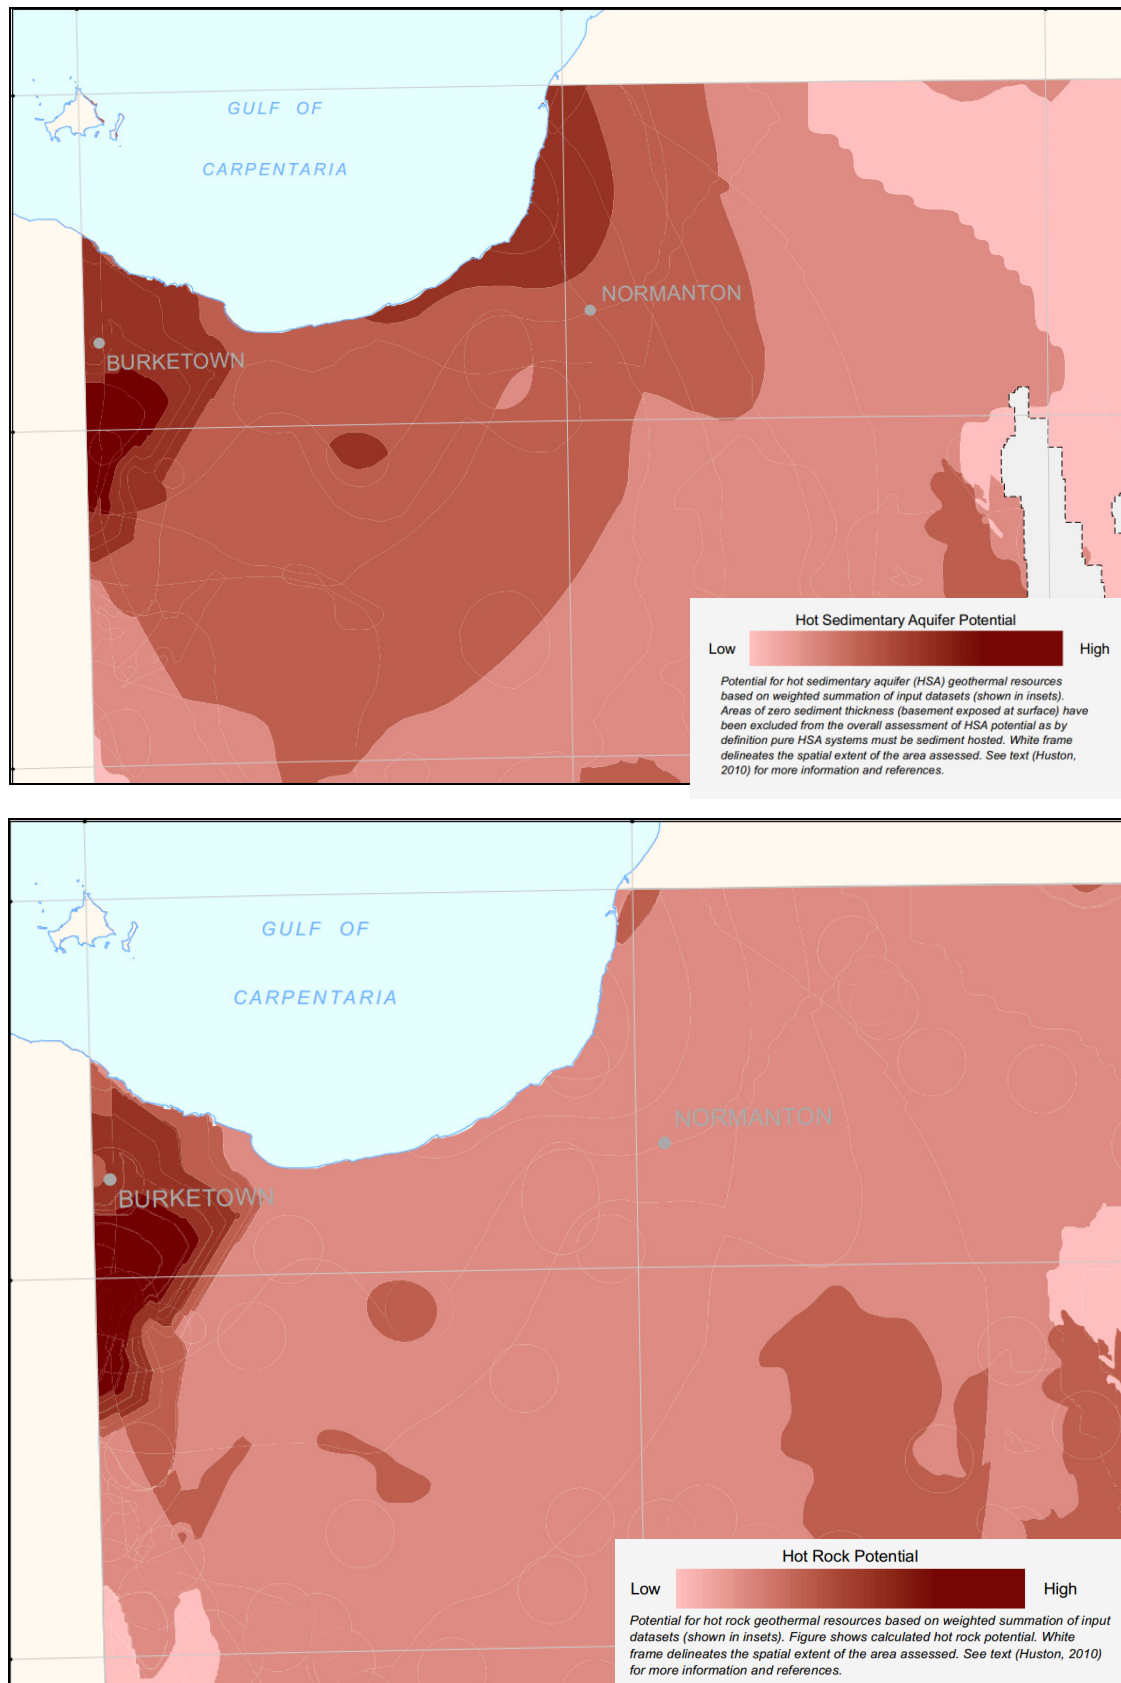 GULF OF
CARPENTARIA
NORMANTON
BURKETOWN
Hot Sedimentary Aquifer Potential
Low High
Potential for hot sedimentary aquifer (HSA) geothermal resources
based on weighted summation of input datasets (shown in insets).
Areas of zero sediment thickness (basement exposed at surface) have
been excluded from the overall assessment of HSA potential as by
definition pure HSA systems must be sediment hosted. White frame
delineates the spatial extent of the area assessed. See text (Huston,
2010) for more information and references.
GULF OF
CARPENTARIA
NORMANTON
BURKETOWN
Hot Rock Potential
Low High
Potential for hot rock geothermal resources based on weighted summation of input
datasets (shown in insets). Figure shows calculated hot rock potential. White
frame delineates the spatial extent of the area assessed. See text (Huston, 2010)
for more information and references.